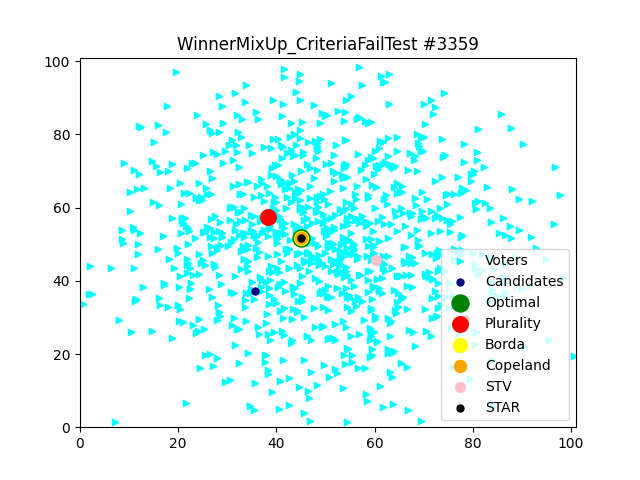 WinnerMixUp_CriteriaFailTest #3359
100
80
60
40
20
0
0
20
40
60
80
100
Voters
Candidates
Optimal
Plurality
Borda
Copeland
STV
STAR